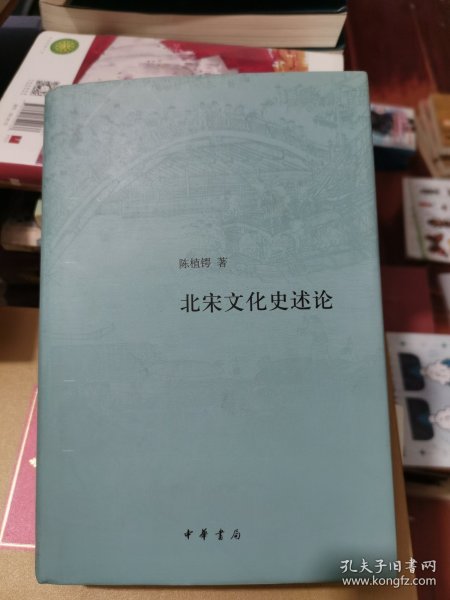 陈植锷 著
北宋文化史述论
中華書局
孔夫子旧书网
www.kongfz.com